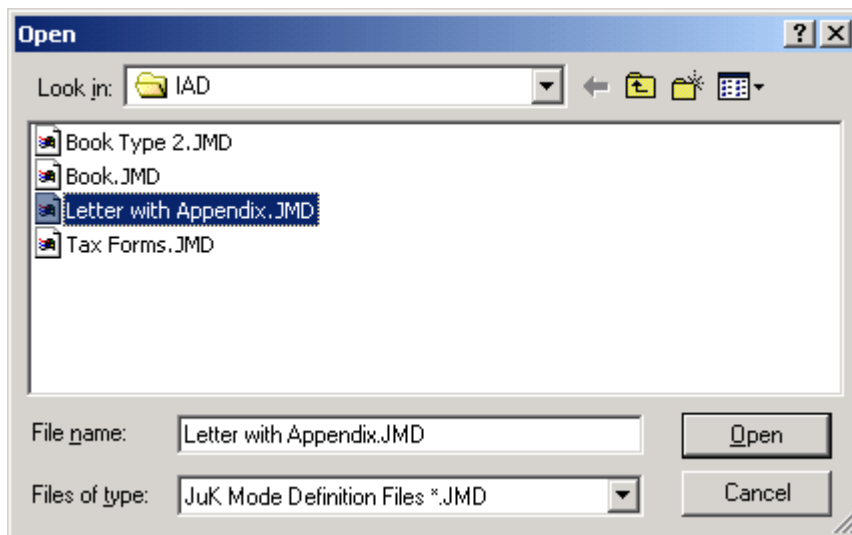 Open
Look in: IAD
Book Type 2.JMD
Book.JMD
Letter with Appendix.JMD
Tax Forms.JMD
File name: Letter with Appendix.JMD Open
Files of type: JuK Mode Definition Files *.JMD Cancel